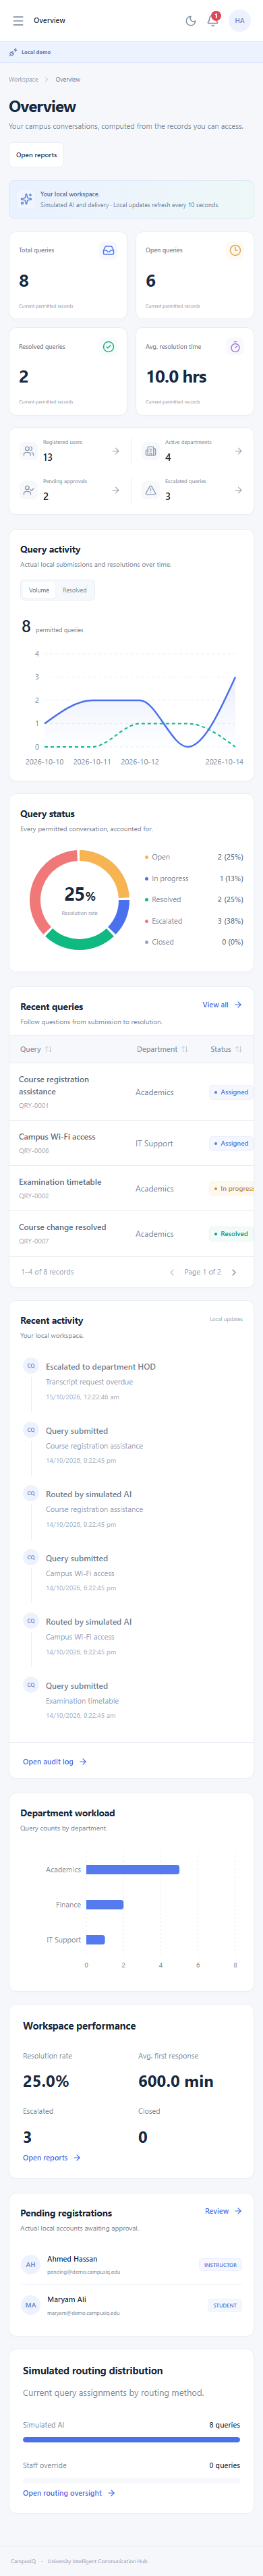 Overview
1
HA
Local demo
Workspace > Overview
Overview
Your campus conversations, computed from the records you can access.
Open reports
Your local workspace.
Simulated AI and delivery · Local updates refresh every 10 seconds.
Total queries
8
Current permitted records
Open queries
6
Current permitted records
Resolved queries
2
Current permitted records
Avg. resolution time
10.0 hrs
Current permitted records
Registered users
13
Active departments
4
Pending approvals
2
Escalated queries
3
Query activity
Actual local submissions and resolutions over time.
Volume Resolved
8 permitted queries
4
3
2
1
0
2026-10-10 2026-10-11 2026-10-12 2026-10-14
Query status
Every permitted conversation, accounted for.
25%
Resolution rate
Open 2 (25%)
In progress 1 (13%)
Resolved 2 (25%)
Escalated 3 (38%)
Closed 0 (0%)
Recent queries
View all
Follow questions from submission to resolution.
Query Department Status
Course registration assistance
QRY-0001
Academics
Assigned
Campus Wi-Fi access
QRY-0006
IT Support
Assigned
Examination timetable
QRY-0002
Academics
In progress
Course change resolved
QRY-0007
Academics
Resolved
1–4 of 8 records
Page 1 of 2
Recent activity
Local updates
Your local workspace.
CQ
Escalated to department HOD
Transcript request overdue
15/10/2026, 12:22:46 am
CQ
Query submitted
Course registration assistance
14/10/2026, 9:22:45 pm
CQ
Routed by simulated AI
Course registration assistance
14/10/2026, 9:22:45 pm
CQ
Query submitted
Campus Wi-Fi access
14/10/2026, 6:22:45 pm
CQ
Routed by simulated AI
Campus Wi-Fi access
14/10/2026, 6:22:45 pm
CQ
Query submitted
Examination timetable
14/10/2026, 9:22:45 am
Open audit log
Department workload
Query counts by department.
Academics
Finance
IT Support
0 2 4 6 8
Workspace performance
Resolution rate
25.0%
Avg. first response
600.0 min
Escalated
3
Closed
0
Open reports
Pending registrations
Review
Actual local accounts awaiting approval.
AH
Ahmed Hassan
pending@demo.campusiq.edu
INSTRUCTOR
MA
Maryam Ali
maryam@demo.campusiq.edu
STUDENT
Simulated routing distribution
Current query assignments by routing method.
Simulated AI 8 queries
Staff override 0 queries
Open routing oversight
CampusIQ · University Intelligent Communication Hub